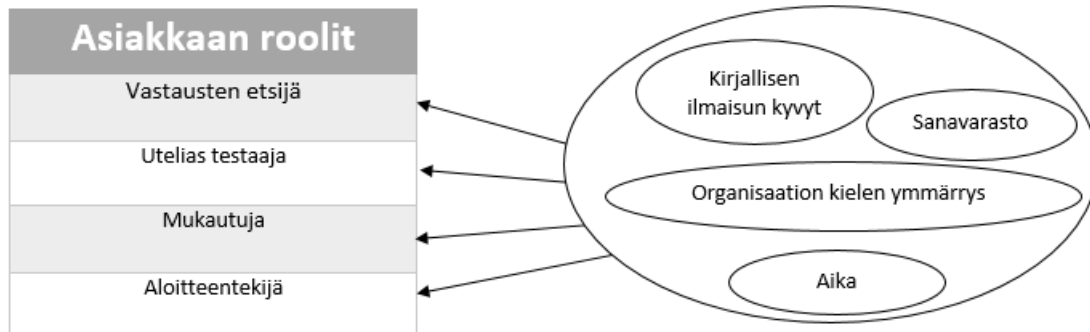 Asiakkaan roolit
Vastausten etsijä
Utelias testaaja
Mukautuja
Aloitteentekijä
Kirjallisen
ilmaisun kyvyt
Sanavarasto
Organisaation kielen ymmärrys
Aika